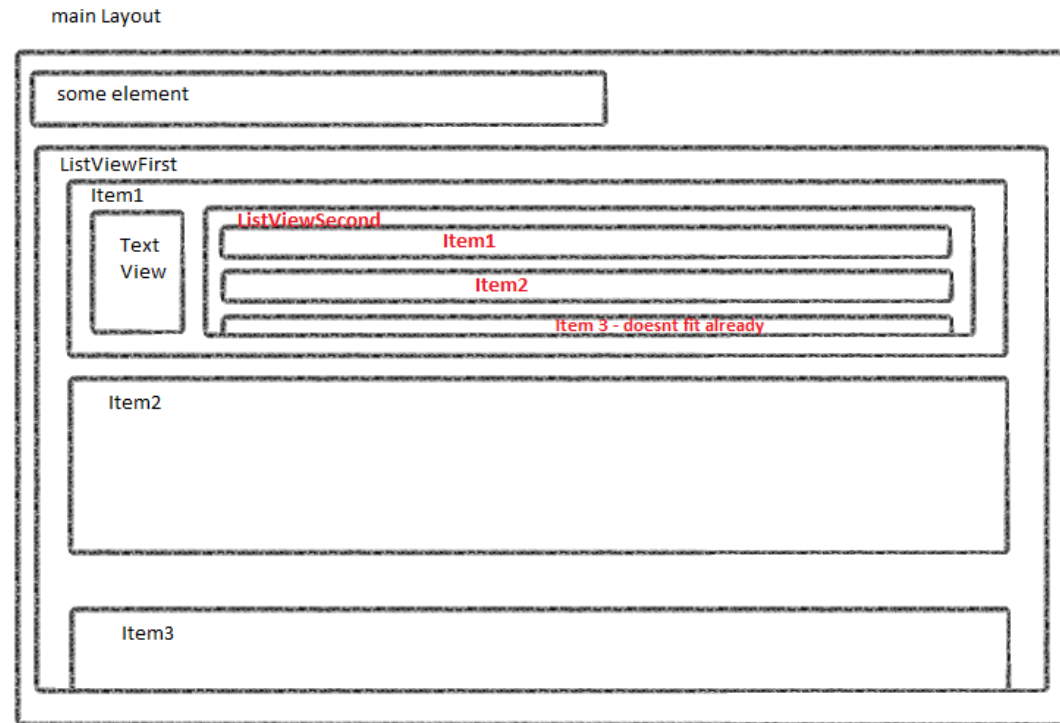 main Layout
some element
ListViewFirst
Item1
Text
View
ListViewSecond
Item1
Item2
Item 3 - doesnt fit already
Item2
Item3